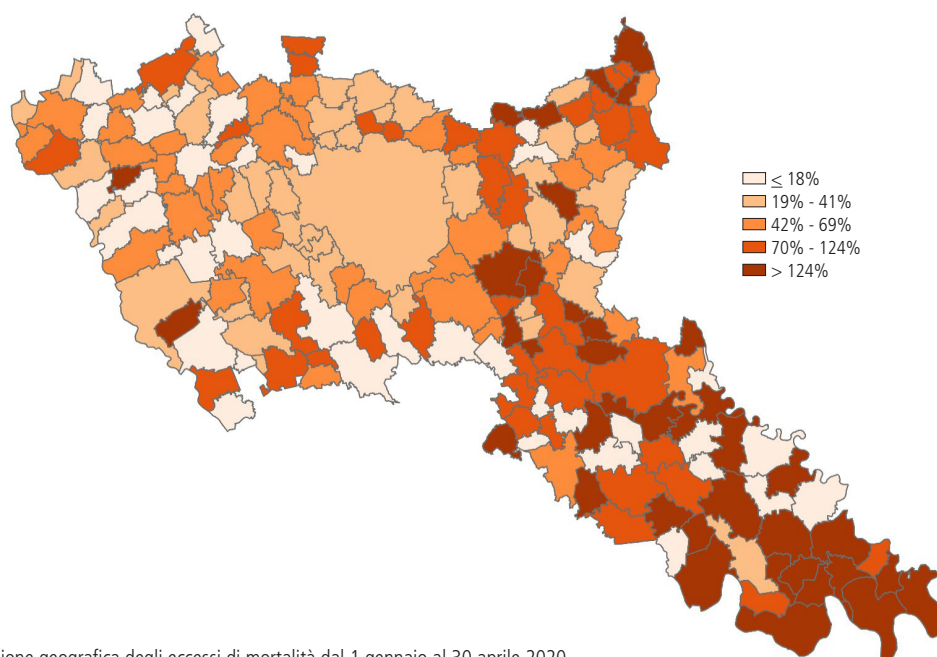 ≤ 18%
19% - 41%
42% - 69%
70% - 124%
> 124%
ione geografica degli eccessi di mortalità dal 1 gennaio al 30 aprile 2020